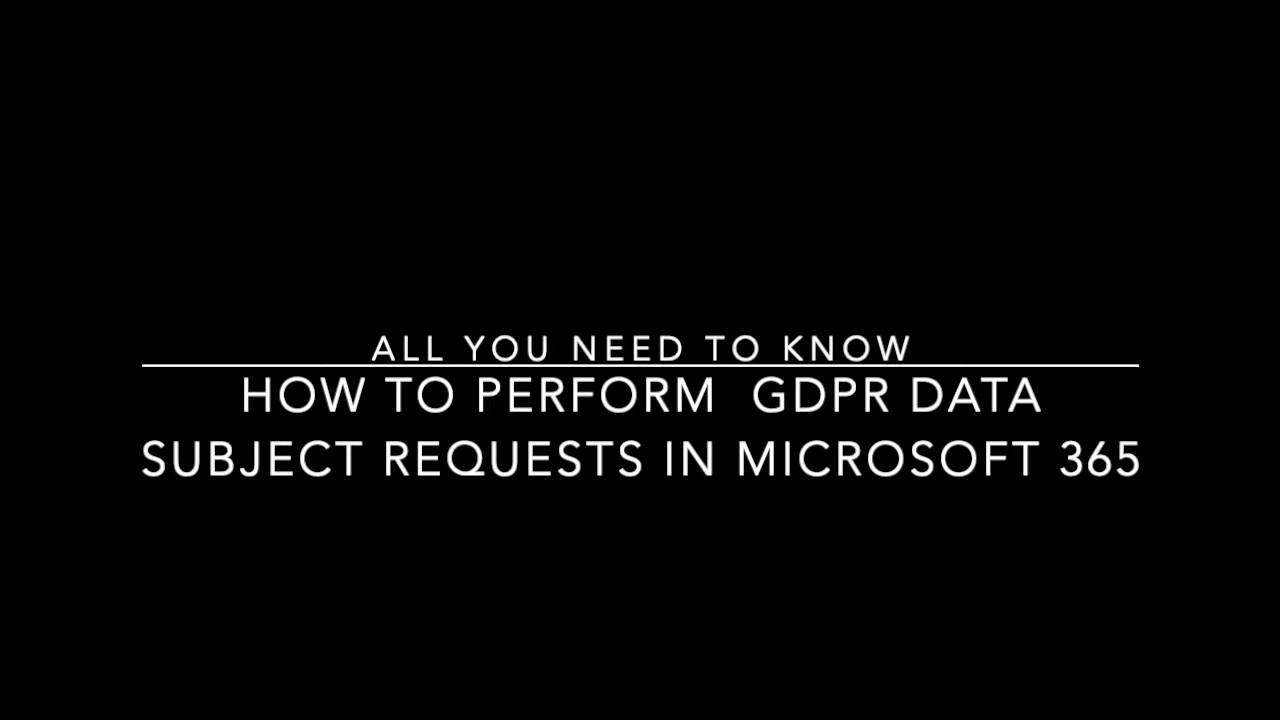 ALL YOU NEED TO KNOW
HOW TO PERFORM  GDPR DATA
SUBJECT REQUESTS IN MICROSOFT 365